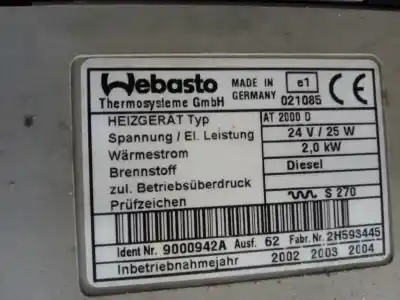 Webasto
Thermosysteme GmbH
MADE IN
GERMANY
e1
021085
CE
HEIZGERÄT Typ AT 2000 D
Spannung / El. Leistung 24 V / 25 W
Wärmestrom 2,0 kW
Brennstoff Diesel
zul. Betriebsüberdruck
Prüfzeichen S 270
Ident Nr. 9000942A Ausf. 62 Fabr. Nr. 2H593445
Inbetriebnahmejahr 2002 2003 2004